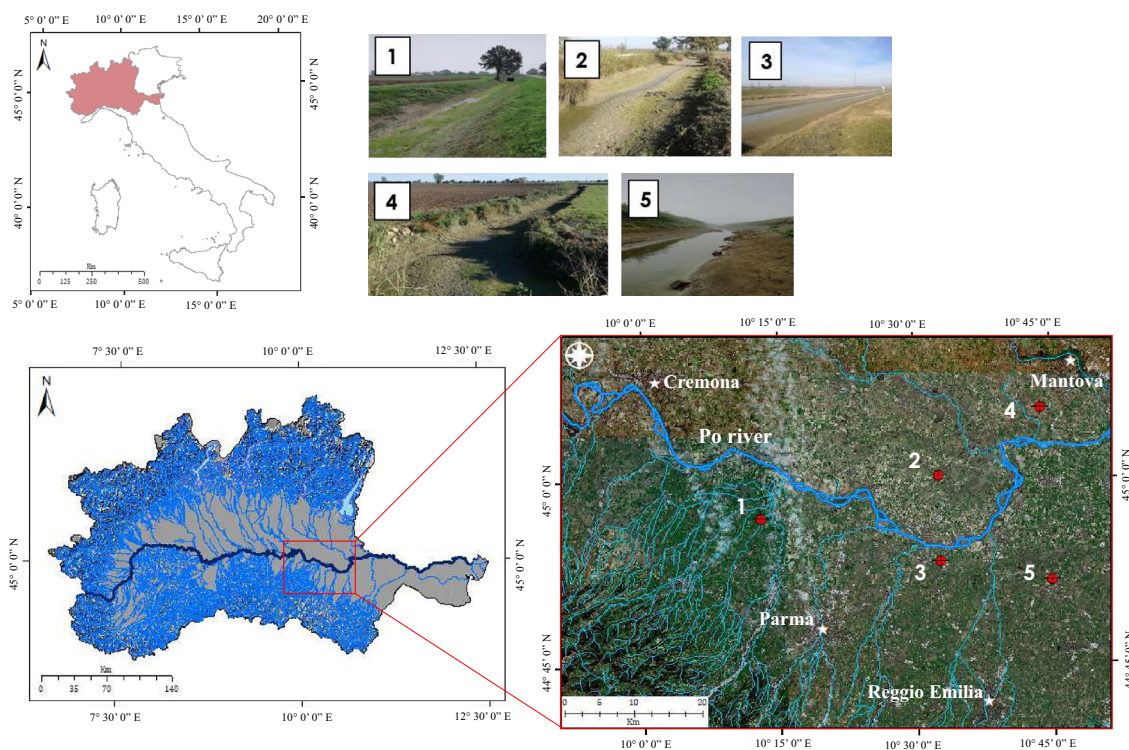 5° 0' 0" E 10° 0' 0" E 15° 0' 0" E 20° 0' 0" E
N
45° 0' 0" N
40° 0' 0" N
45° 0' 0" N
40° 0' 0" N
Km
0 125 250 500
5° 0' 0" E 10° 0' 0" E 15° 0' 0" E
1
2
3
4
5
7° 30' 0" E 10° 0' 0" E 12° 30' 0" E
N
45° 0' 0" N
45° 0' 0" N
Km
0 35 70 140
7° 30' 0" E 10° 0' 0" E 12° 30' 0" E
10° 0' 0" E 10° 15' 0" E 10° 30' 0" E 10° 45' 0" E
Cremona
Mantova
4
Po river
2
1
3
5
Parma
Reggio Emilia
45° 0' 0" N
44° 45' 0" N
45° 0' 0" N
44° 45' 0" N
0 5 10 20
Km
10° 0' 0" E 10° 15' 0" E 10° 30' 0" E 10° 45' 0" E